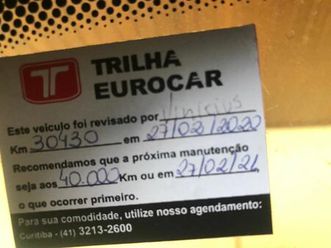 TRILHA
EUROCAR
Este veículo foi revisado por Vinicius
Km 30430 em 27/02/2020
Recomendamos que a próxima manutenção
seja aos 40.000 Km ou em 27/02/21,
o que ocorrer primeiro.
Para sua comodidade, utilize nosso agendamento:
Curitiba - (41) 3213-2600